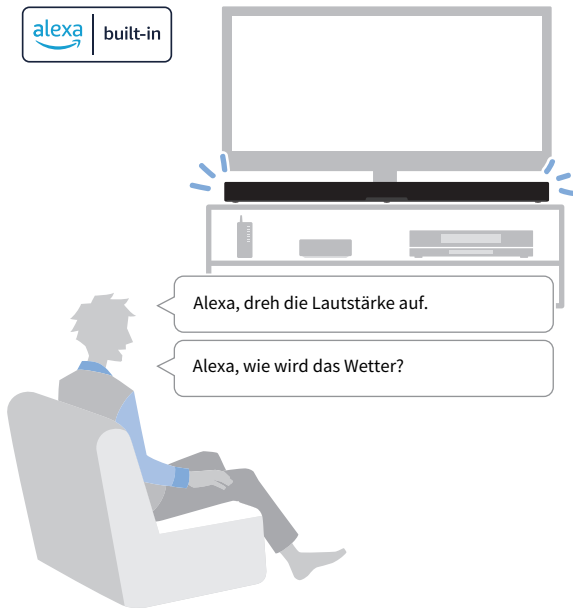 alexa built-in
Alexa, dreh die Lautstärke auf.
Alexa, wie wird das Wetter?